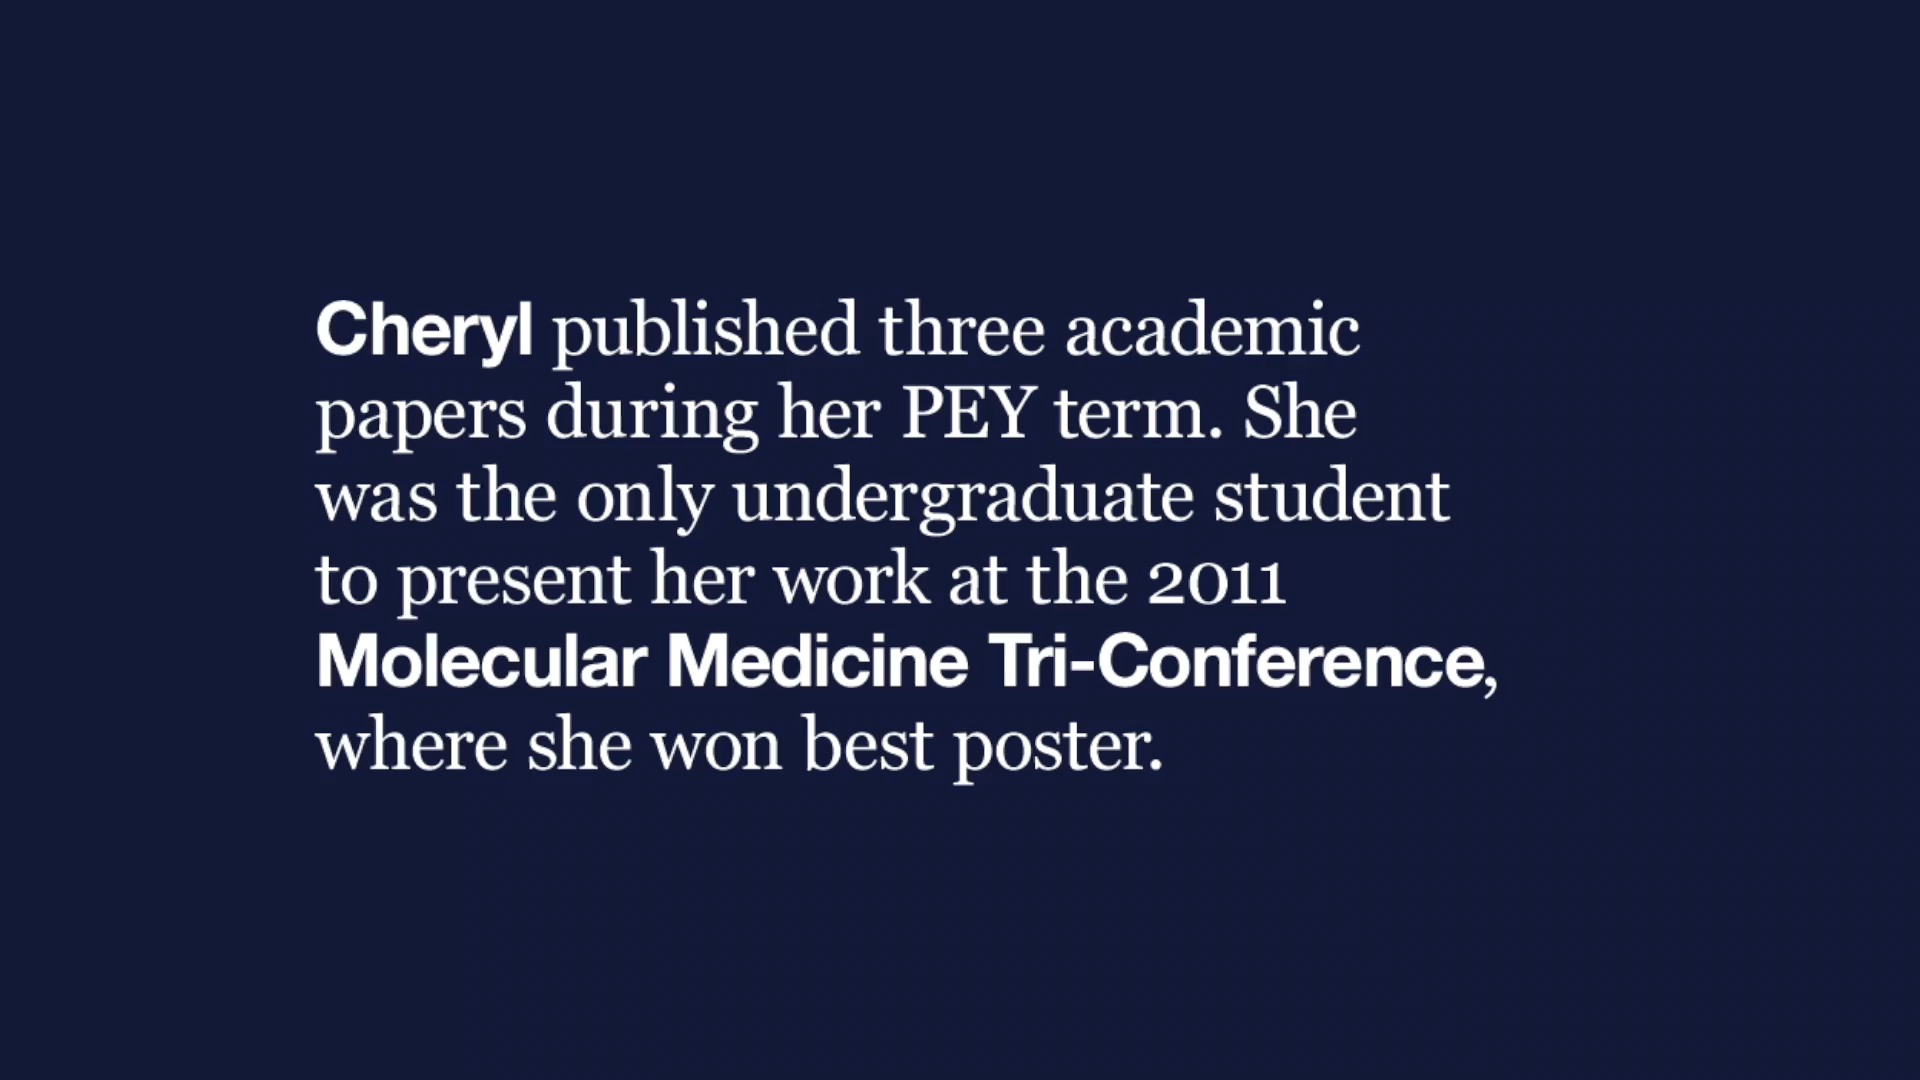 Cheryl published three academic
papers during her PEY term. She
was the only undergraduate student
to present her work at the 2011
Molecular Medicine Tri-Conference,
where she won best poster.